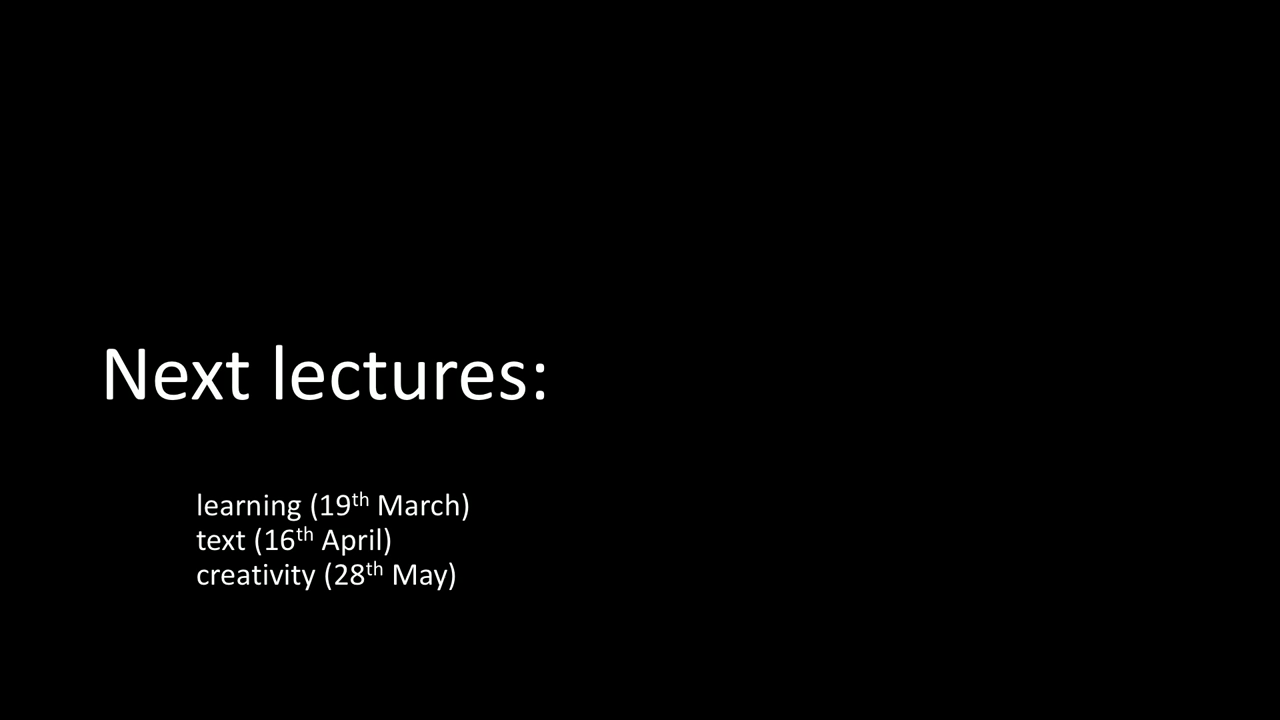 Next lectures:
learning (19th March)
text (16th April)
creativity (28th May)